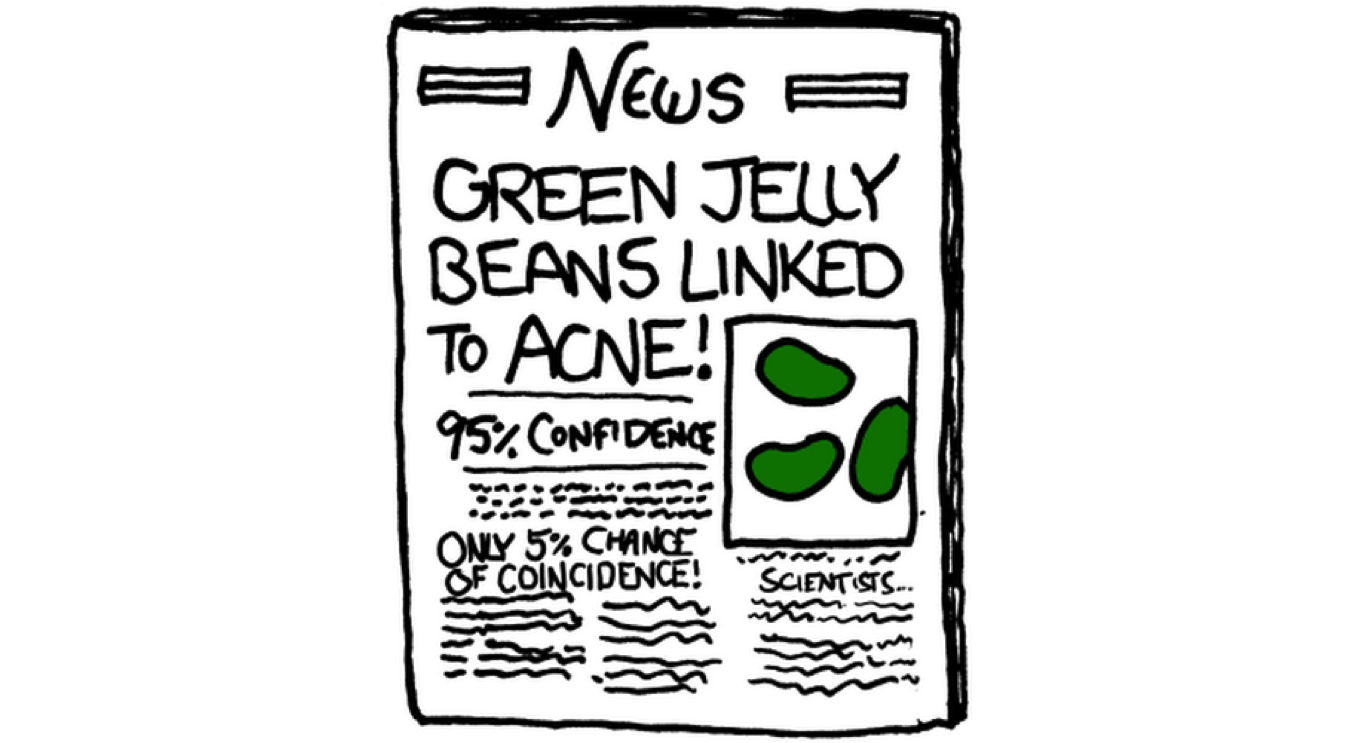 News
GREEN JELLY
BEANS LINKED
TO ACNE!
95% CONFIDENCE
ONLY 5% CHANCE
OF COINCIDENCE!
SCIENTISTS...